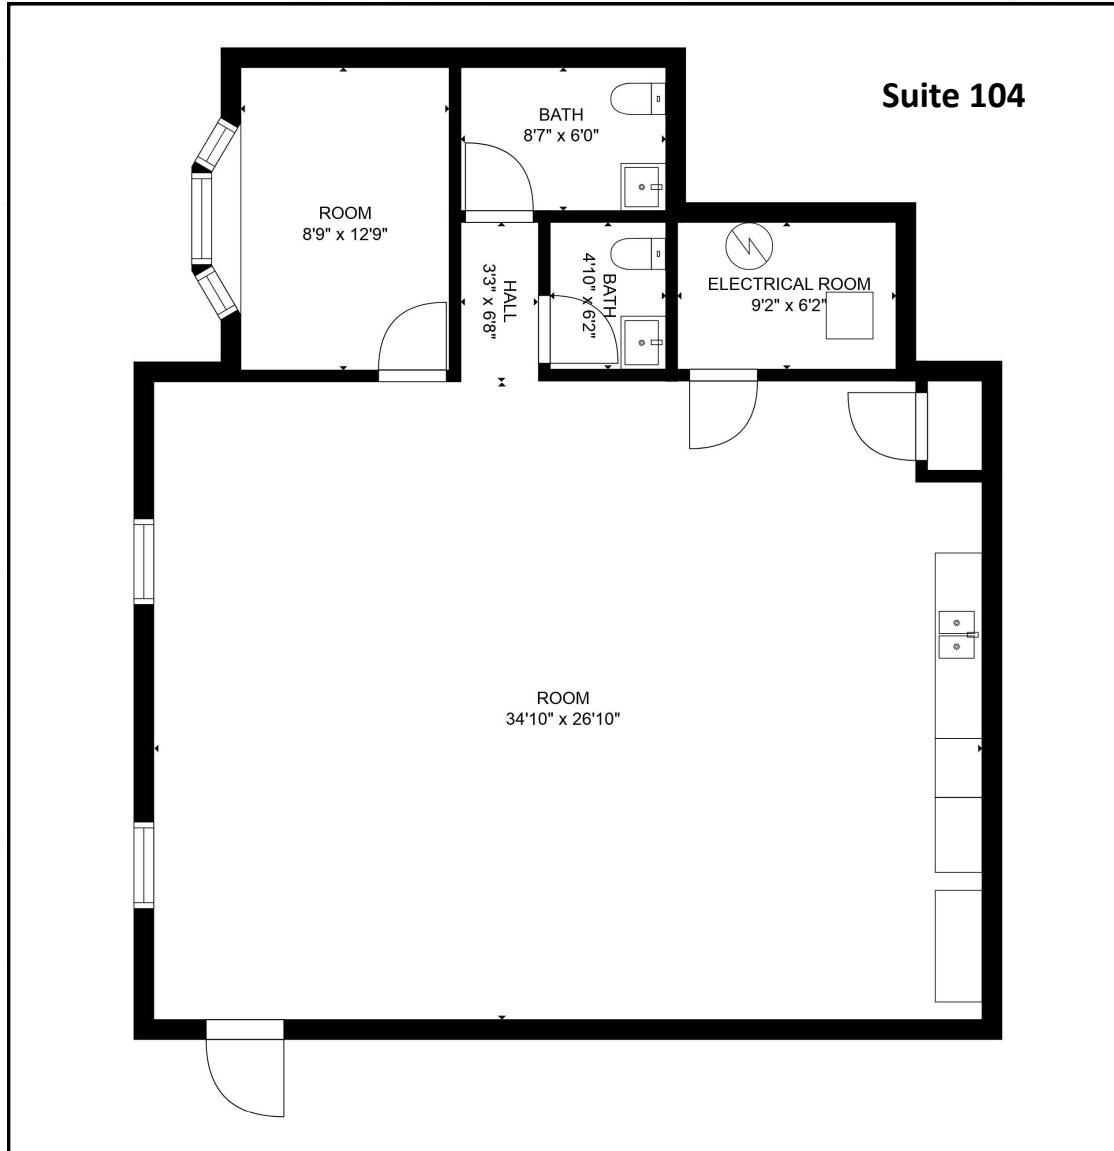 Suite 104
BATH
8'7" x 6'0"
ROOM
8'9" x 12'9"
HALL
3'3" x 6'8"
BATH
4'10" x 6'2"
ELECTRICAL ROOM
9'2" x 6'2"
ROOM
34'10" x 26'10"